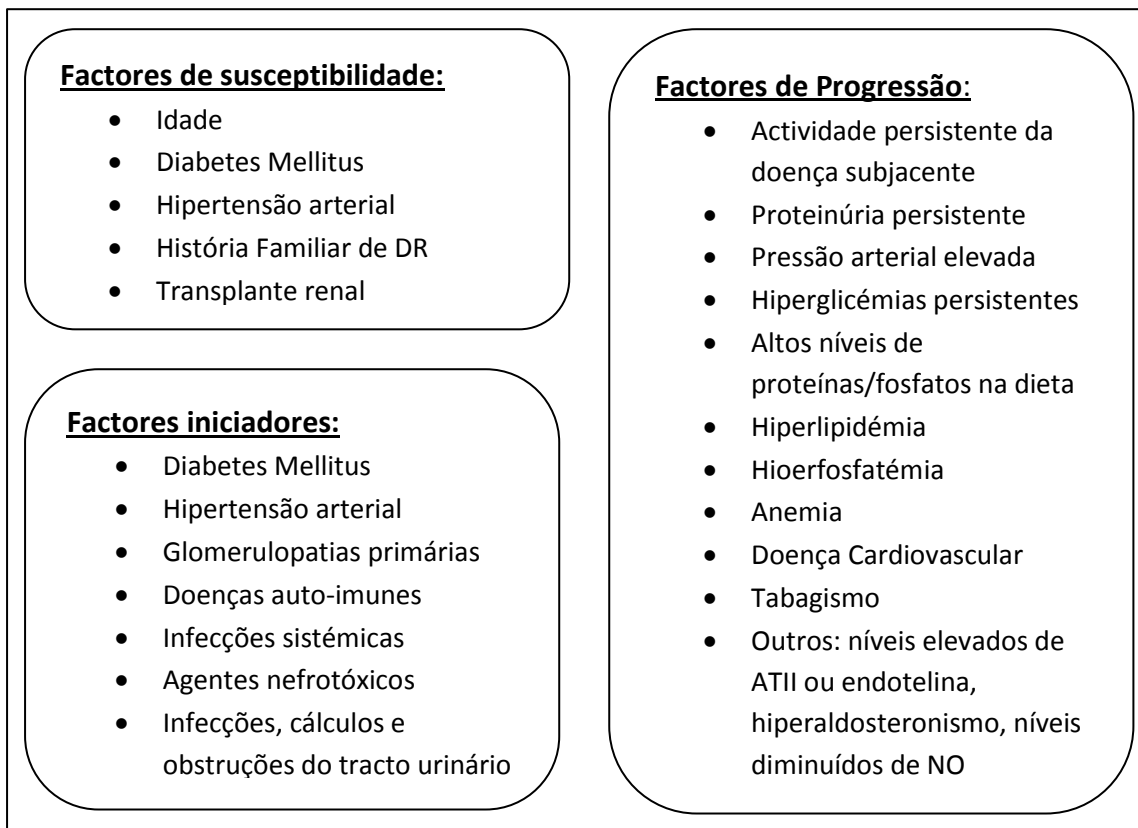 Factores de susceptibilidade:
• Idade
• Diabetes Mellitus
• Hipertensão arterial
• História Familiar de DR
• Transplante renal
Factores iniciadores:
• Diabetes Mellitus
• Hipertensão arterial
• Glomerulopatias primárias
• Doenças auto-imunes
• Infecções sistémicas
• Agentes nefrotóxicos
• Infecções, cálculos e
obstruções do tracto urinário
Factores de Progressão:
• Actividade persistente da
doença subjacente
• Proteinúria persistente
• Pressão arterial elevada
• Hiperglicémias persistentes
• Altos níveis de
proteínas/fosfatos na dieta
• Hiperlipidémia
• Hioerfosfatémia
• Anemia
• Doença Cardiovascular
• Tabagismo
• Outros: níveis elevados de
ATII ou endotelina,
hiperaldosteronismo, níveis
diminuídos de NO